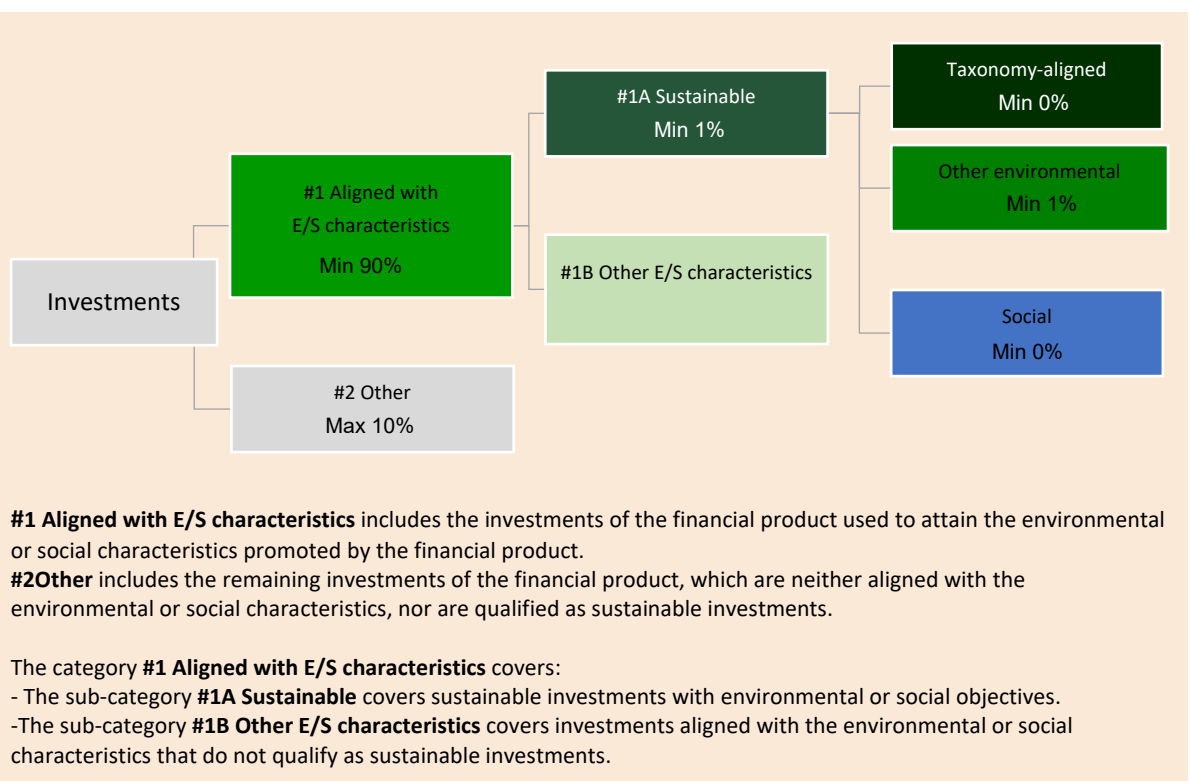 Investments
#1 Aligned with
E/S characteristics
Min 90%
#2 Other
Max 10%
#1A Sustainable
Min 1%
#1B Other E/S characteristics
Taxonomy-aligned
Min 0%
Other environmental
Min 1%
Social
Min 0%
#1 Aligned with E/S characteristics includes the investments of the financial product used to attain the environmental
or social characteristics promoted by the financial product.
#2Other includes the remaining investments of the financial product, which are neither aligned with the
environmental or social characteristics, nor are qualified as sustainable investments.
The category #1 Aligned with E/S characteristics covers:
- The sub-category #1A Sustainable covers sustainable investments with environmental or social objectives.
-The sub-category #1B Other E/S characteristics covers investments aligned with the environmental or social
characteristics that do not qualify as sustainable investments.